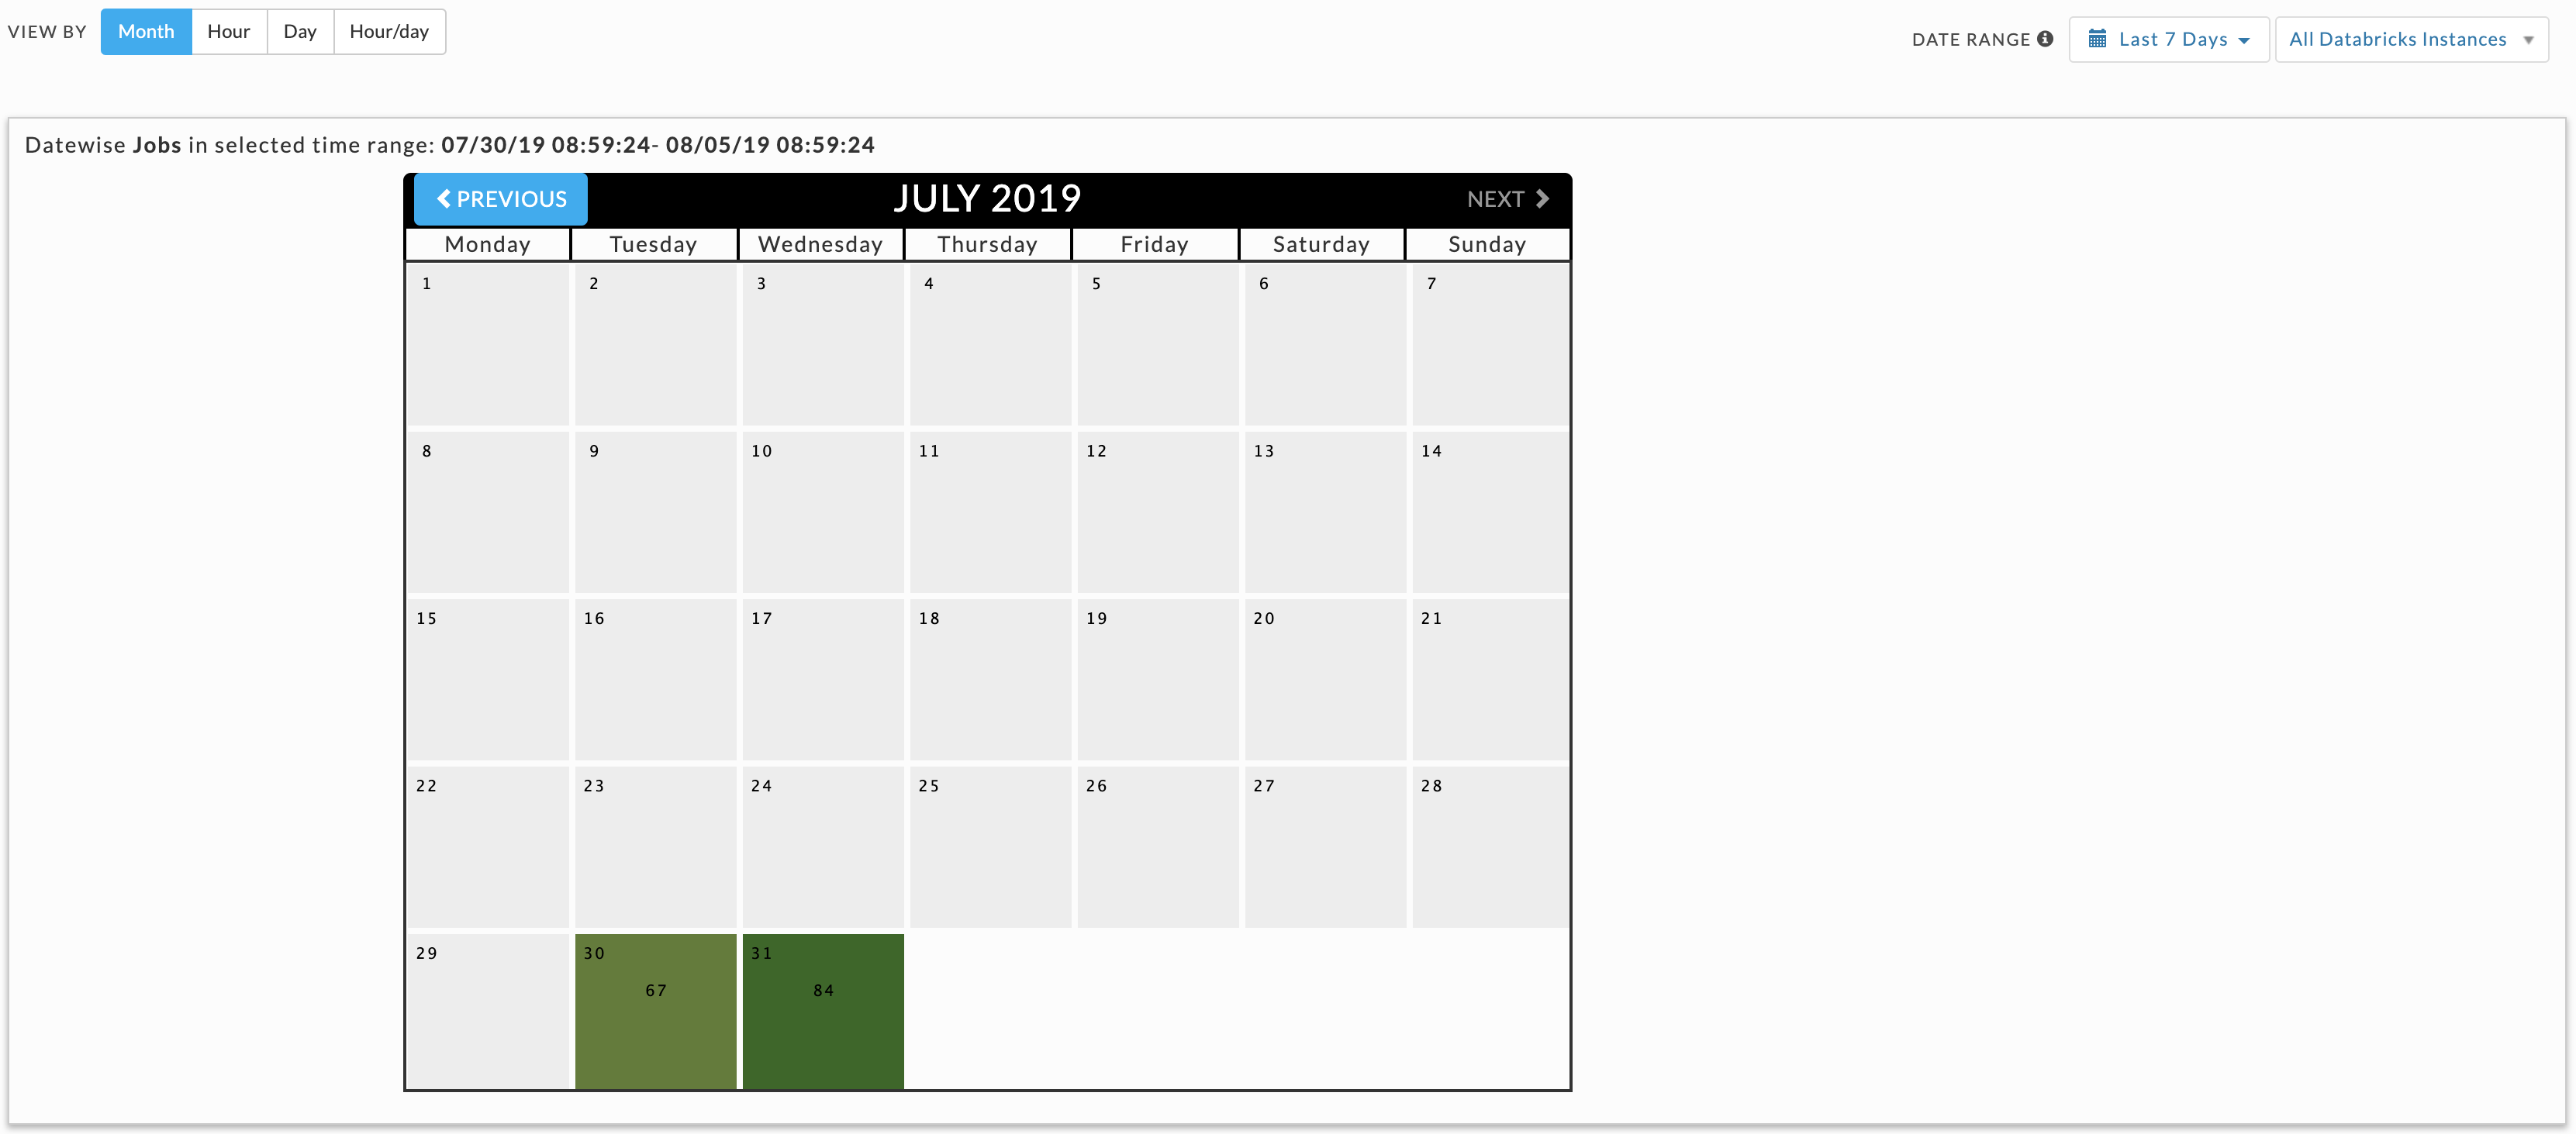 VIEW BY Month Hour Day Hour/day
DATE RANGE Last 7 Days All Databricks Instances
Datewise Jobs in selected time range: 07/30/19 08:59:24- 08/05/19 08:59:24
PREVIOUS JULY 2019 NEXT
Monday Tuesday Wednesday Thursday Friday Saturday Sunday
1 2 3 4 5 6 7
8 9 10 11 12 13 14
15 16 17 18 19 20 21
22 23 24 25 26 27 28
29 30 31
67 84